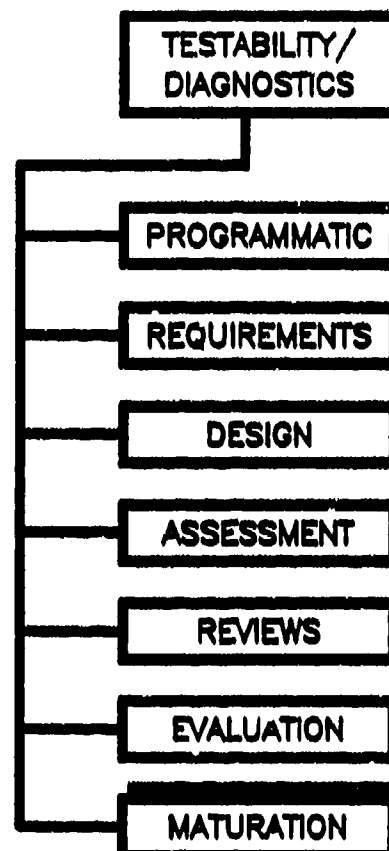 TESTABILITY/
DIAGNOSTICS
PROGRAMMATIC
REQUIREMENTS
DESIGN
ASSESSMENT
REVIEWS
EVALUATION
MATURATION